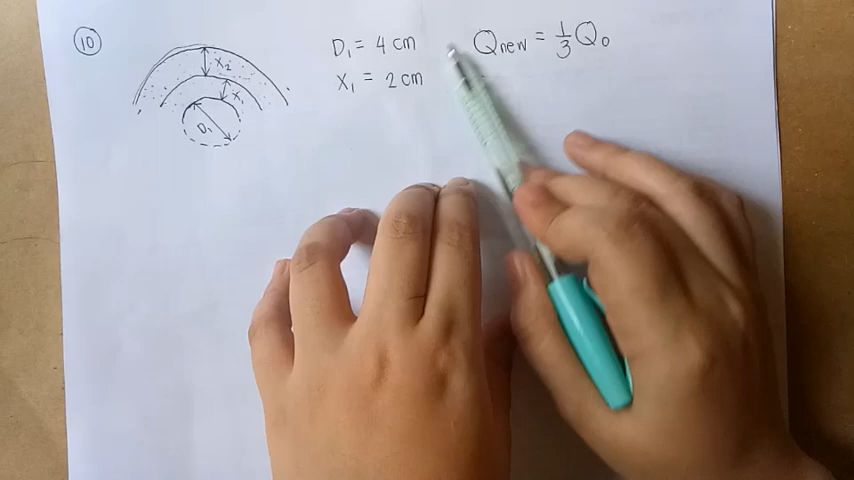 10
D₁ = 4 cm
Qnew = 1/3 Q₀
X₂
X₁ = 2 cm
X₁
D₁